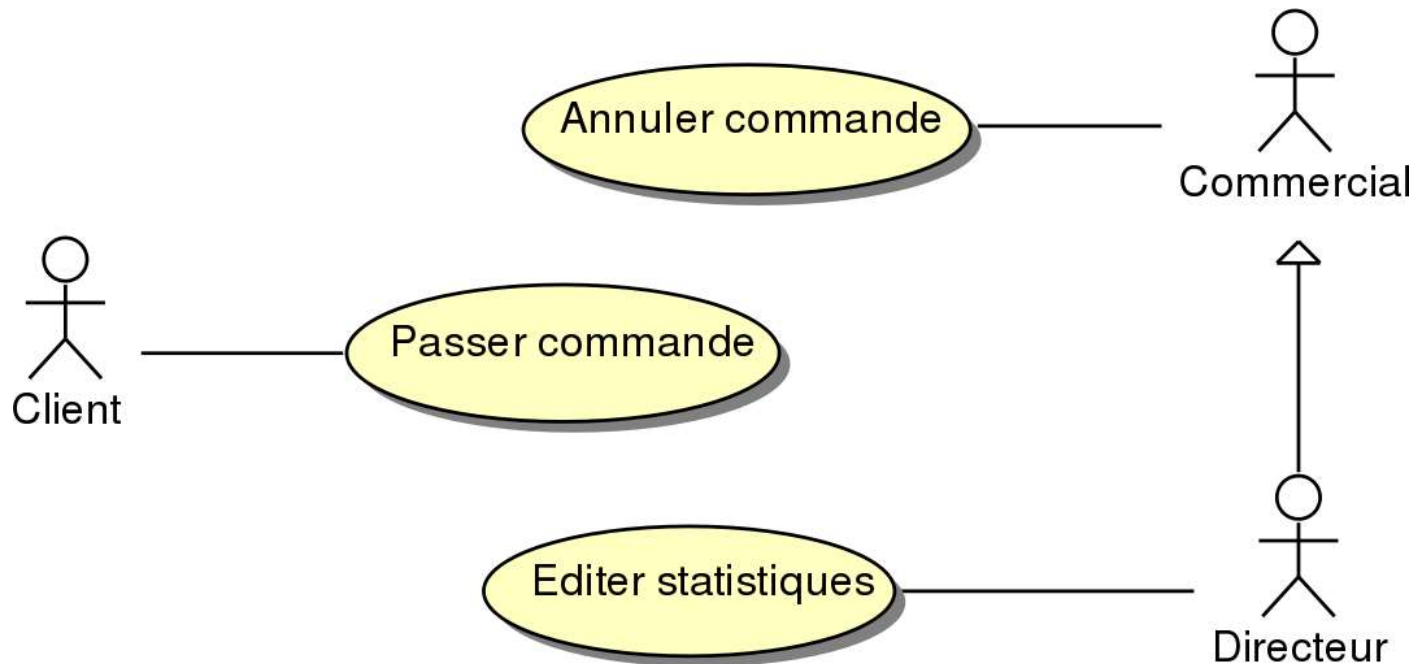 Annuler commande
Commercial
Passer commande
Client
Editer statistiques
Directeur